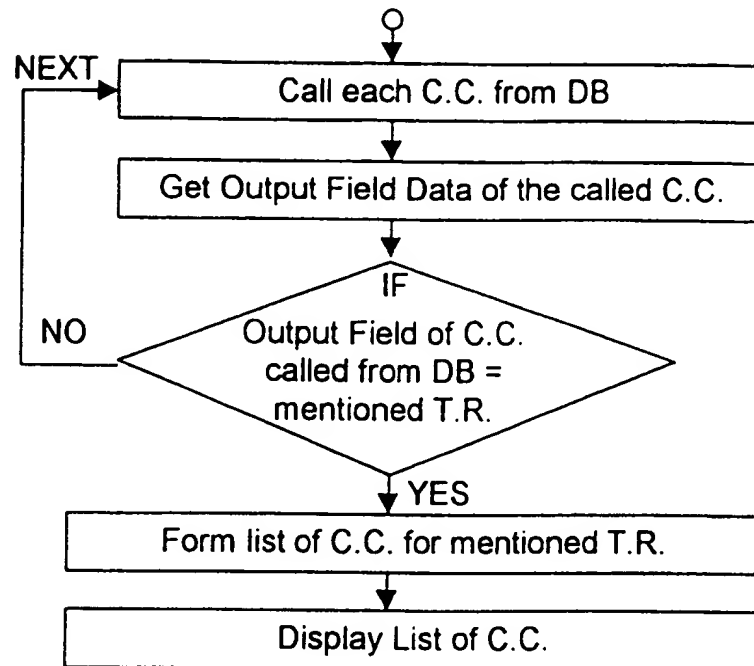 NEXT
Call each C.C. from DB
Get Output Field Data of the called C.C.
IF
NO
Output Field of C.C.
called from DB =
mentioned T.R.
YES
Form list of C.C. for mentioned T.R.
Display List of C.C.